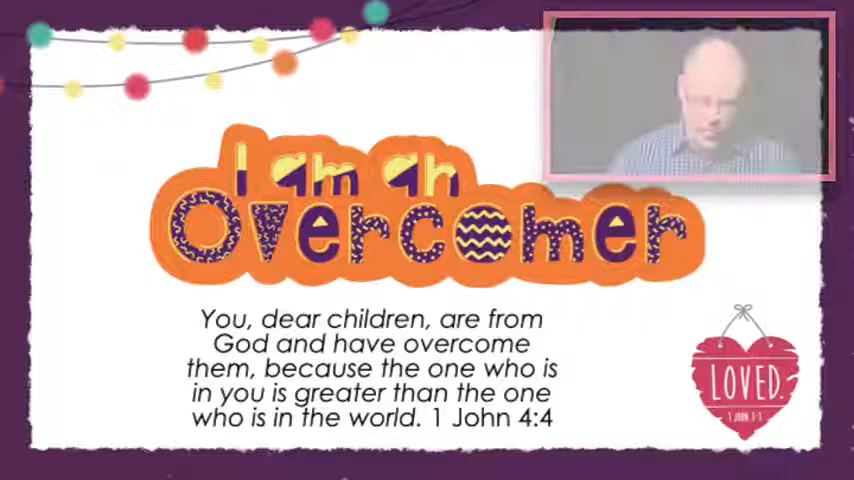 I am an
Overcomer
You, dear children, are from
God and have overcome
them, because the one who is
in you is greater than the one
who is in the world. 1 John 4:4
LOVED.